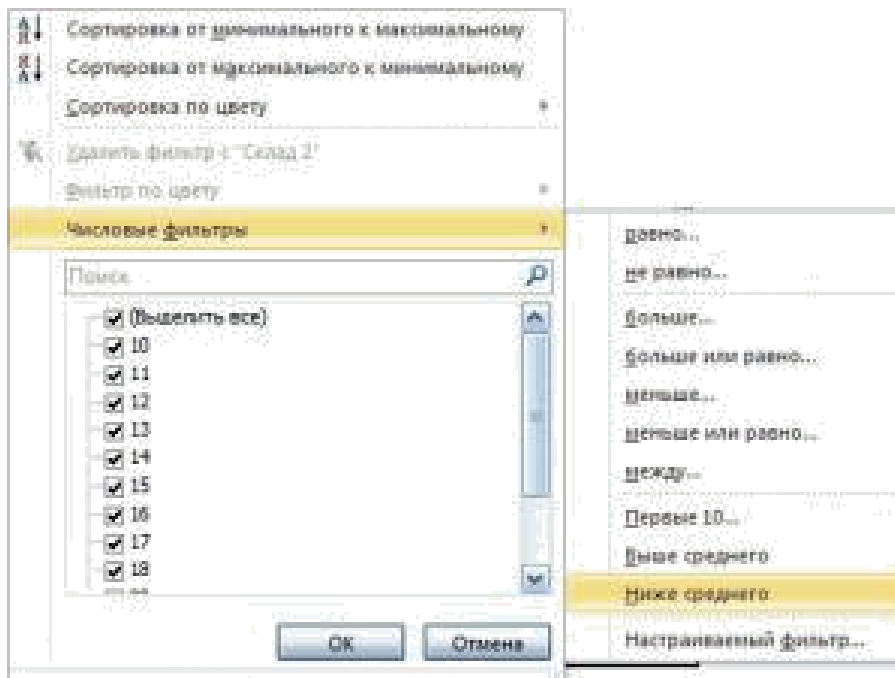 Сортировка от минимального к максимальному
Сортировка от максимального к минимальному
Сортировка по цвету
Удалить фильтр с "Склад 2"
Фильтр по цвету
Числовые фильтры
Поиск
(Выделить все)
10
11
12
13
14
15
16
17
18
ОК
Отмена
равно...
не равно...
больше...
больше или равно...
меньше...
меньше или равно...
между...
Первые 10...
Выше среднего
Ниже среднего
Настраиваемый фильтр...